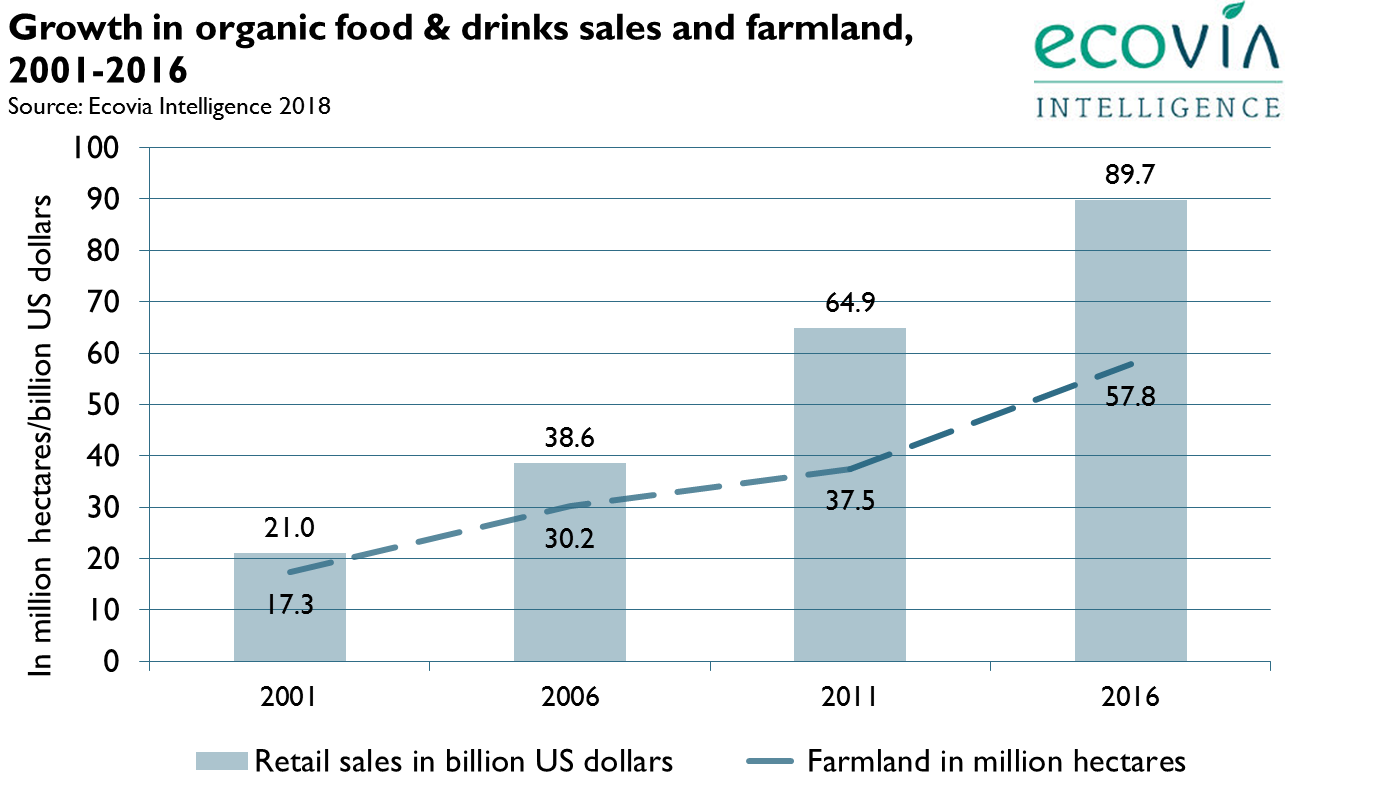 Growth in organic food & drinks sales and farmland,
2001-2016
Source: Ecovia Intelligence 2018
ecovia
INTELLIGENCE
In million hectares/billion US dollars
100
90
80
70
60
50
40
30
20
10
0
21.0
17.3
38.6
30.2
64.9
37.5
89.7
57.8
2001 2006 2011 2016
Retail sales in billion US dollars Farmland in million hectares